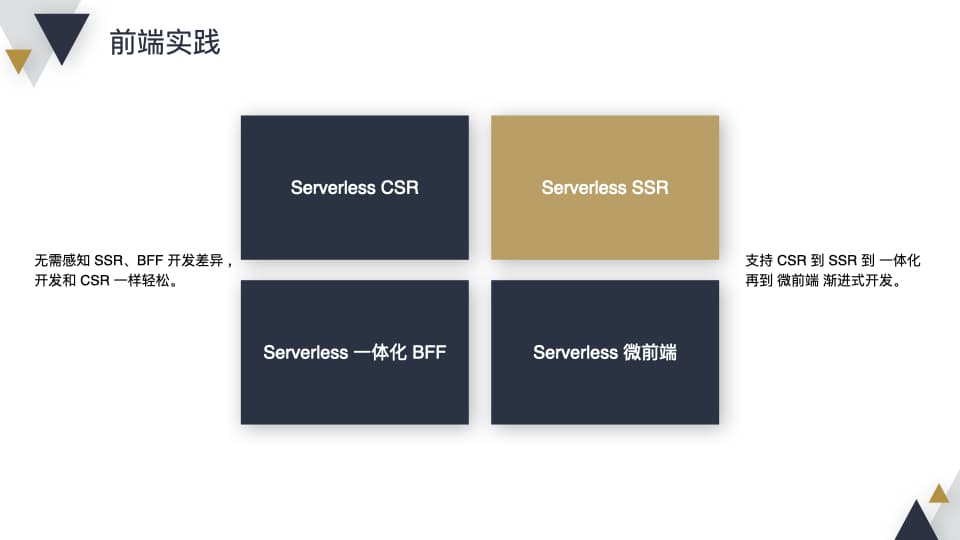 前端实践
Serverless CSR
Serverless SSR
无需感知 SSR、BFF 开发差异，
开发和 CSR 一样轻松。
支持 CSR 到 SSR 到 一体化
再到 微前端 渐进式开发。
Serverless 一体化 BFF
Serverless 微前端